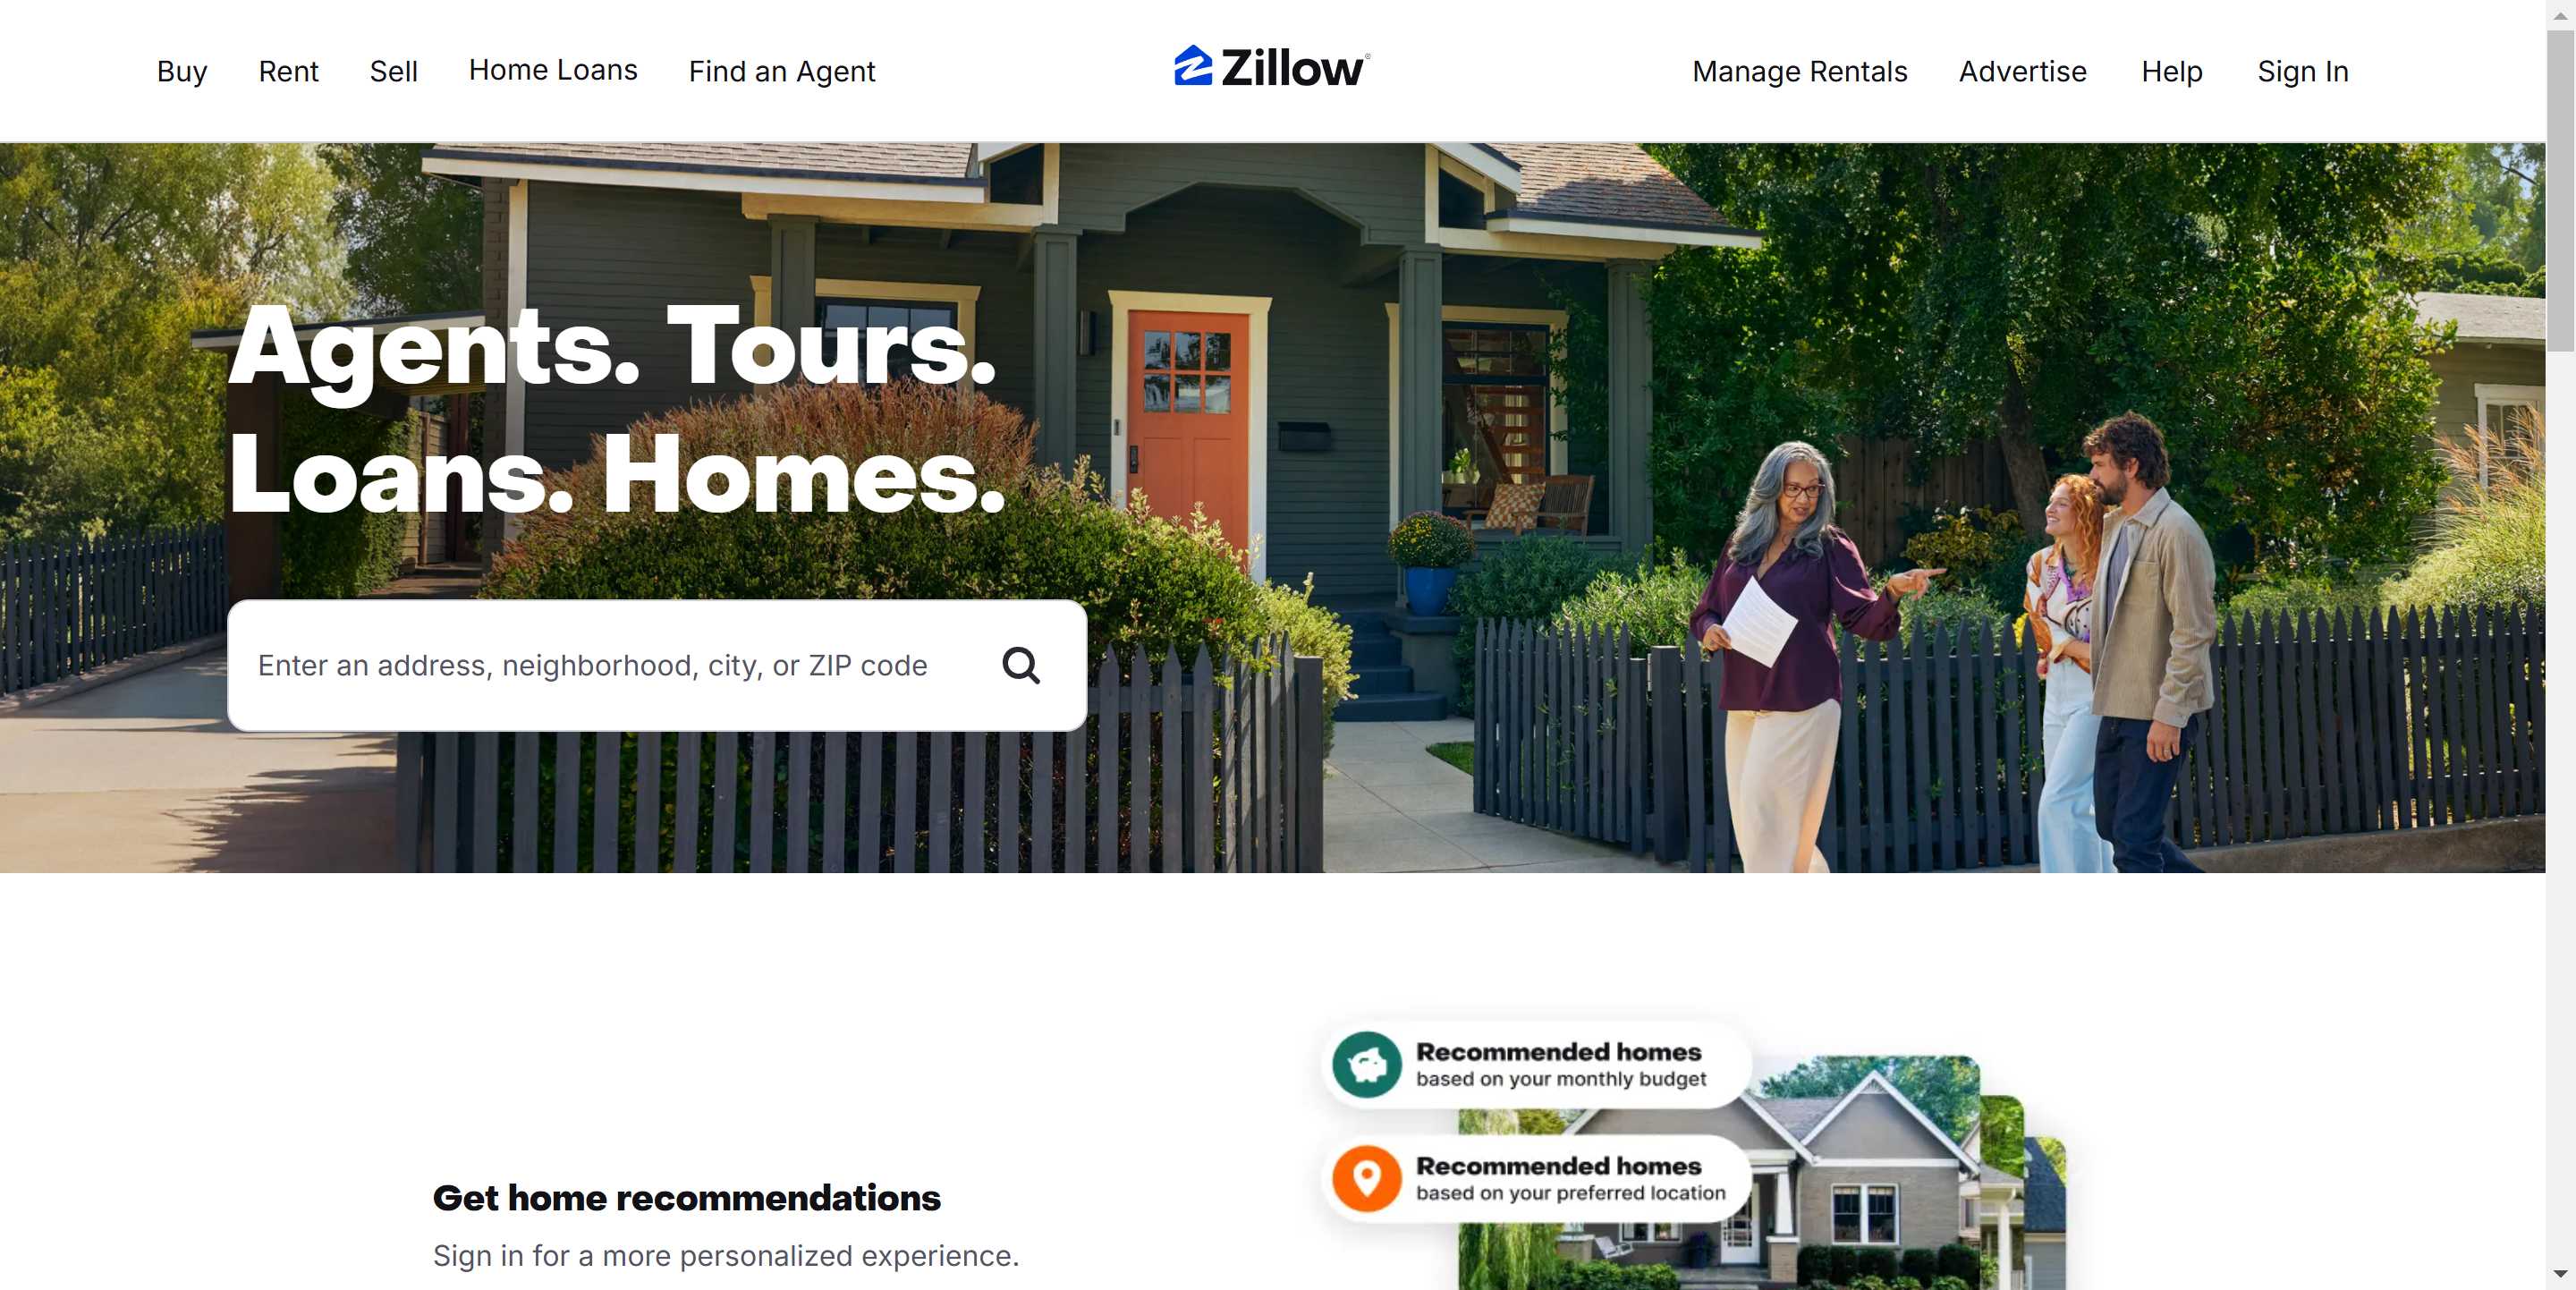 Buy
Rent
Sell
Home Loans
Find an Agent
Zillow
Manage Rentals
Advertise
Help
Sign In
Agents. Tours.
Loans. Homes.
Enter an address, neighborhood, city, or ZIP code
Recommended homes
based on your monthly budget
Recommended homes
based on your preferred location
Get home recommendations
Sign in for a more personalized experience.